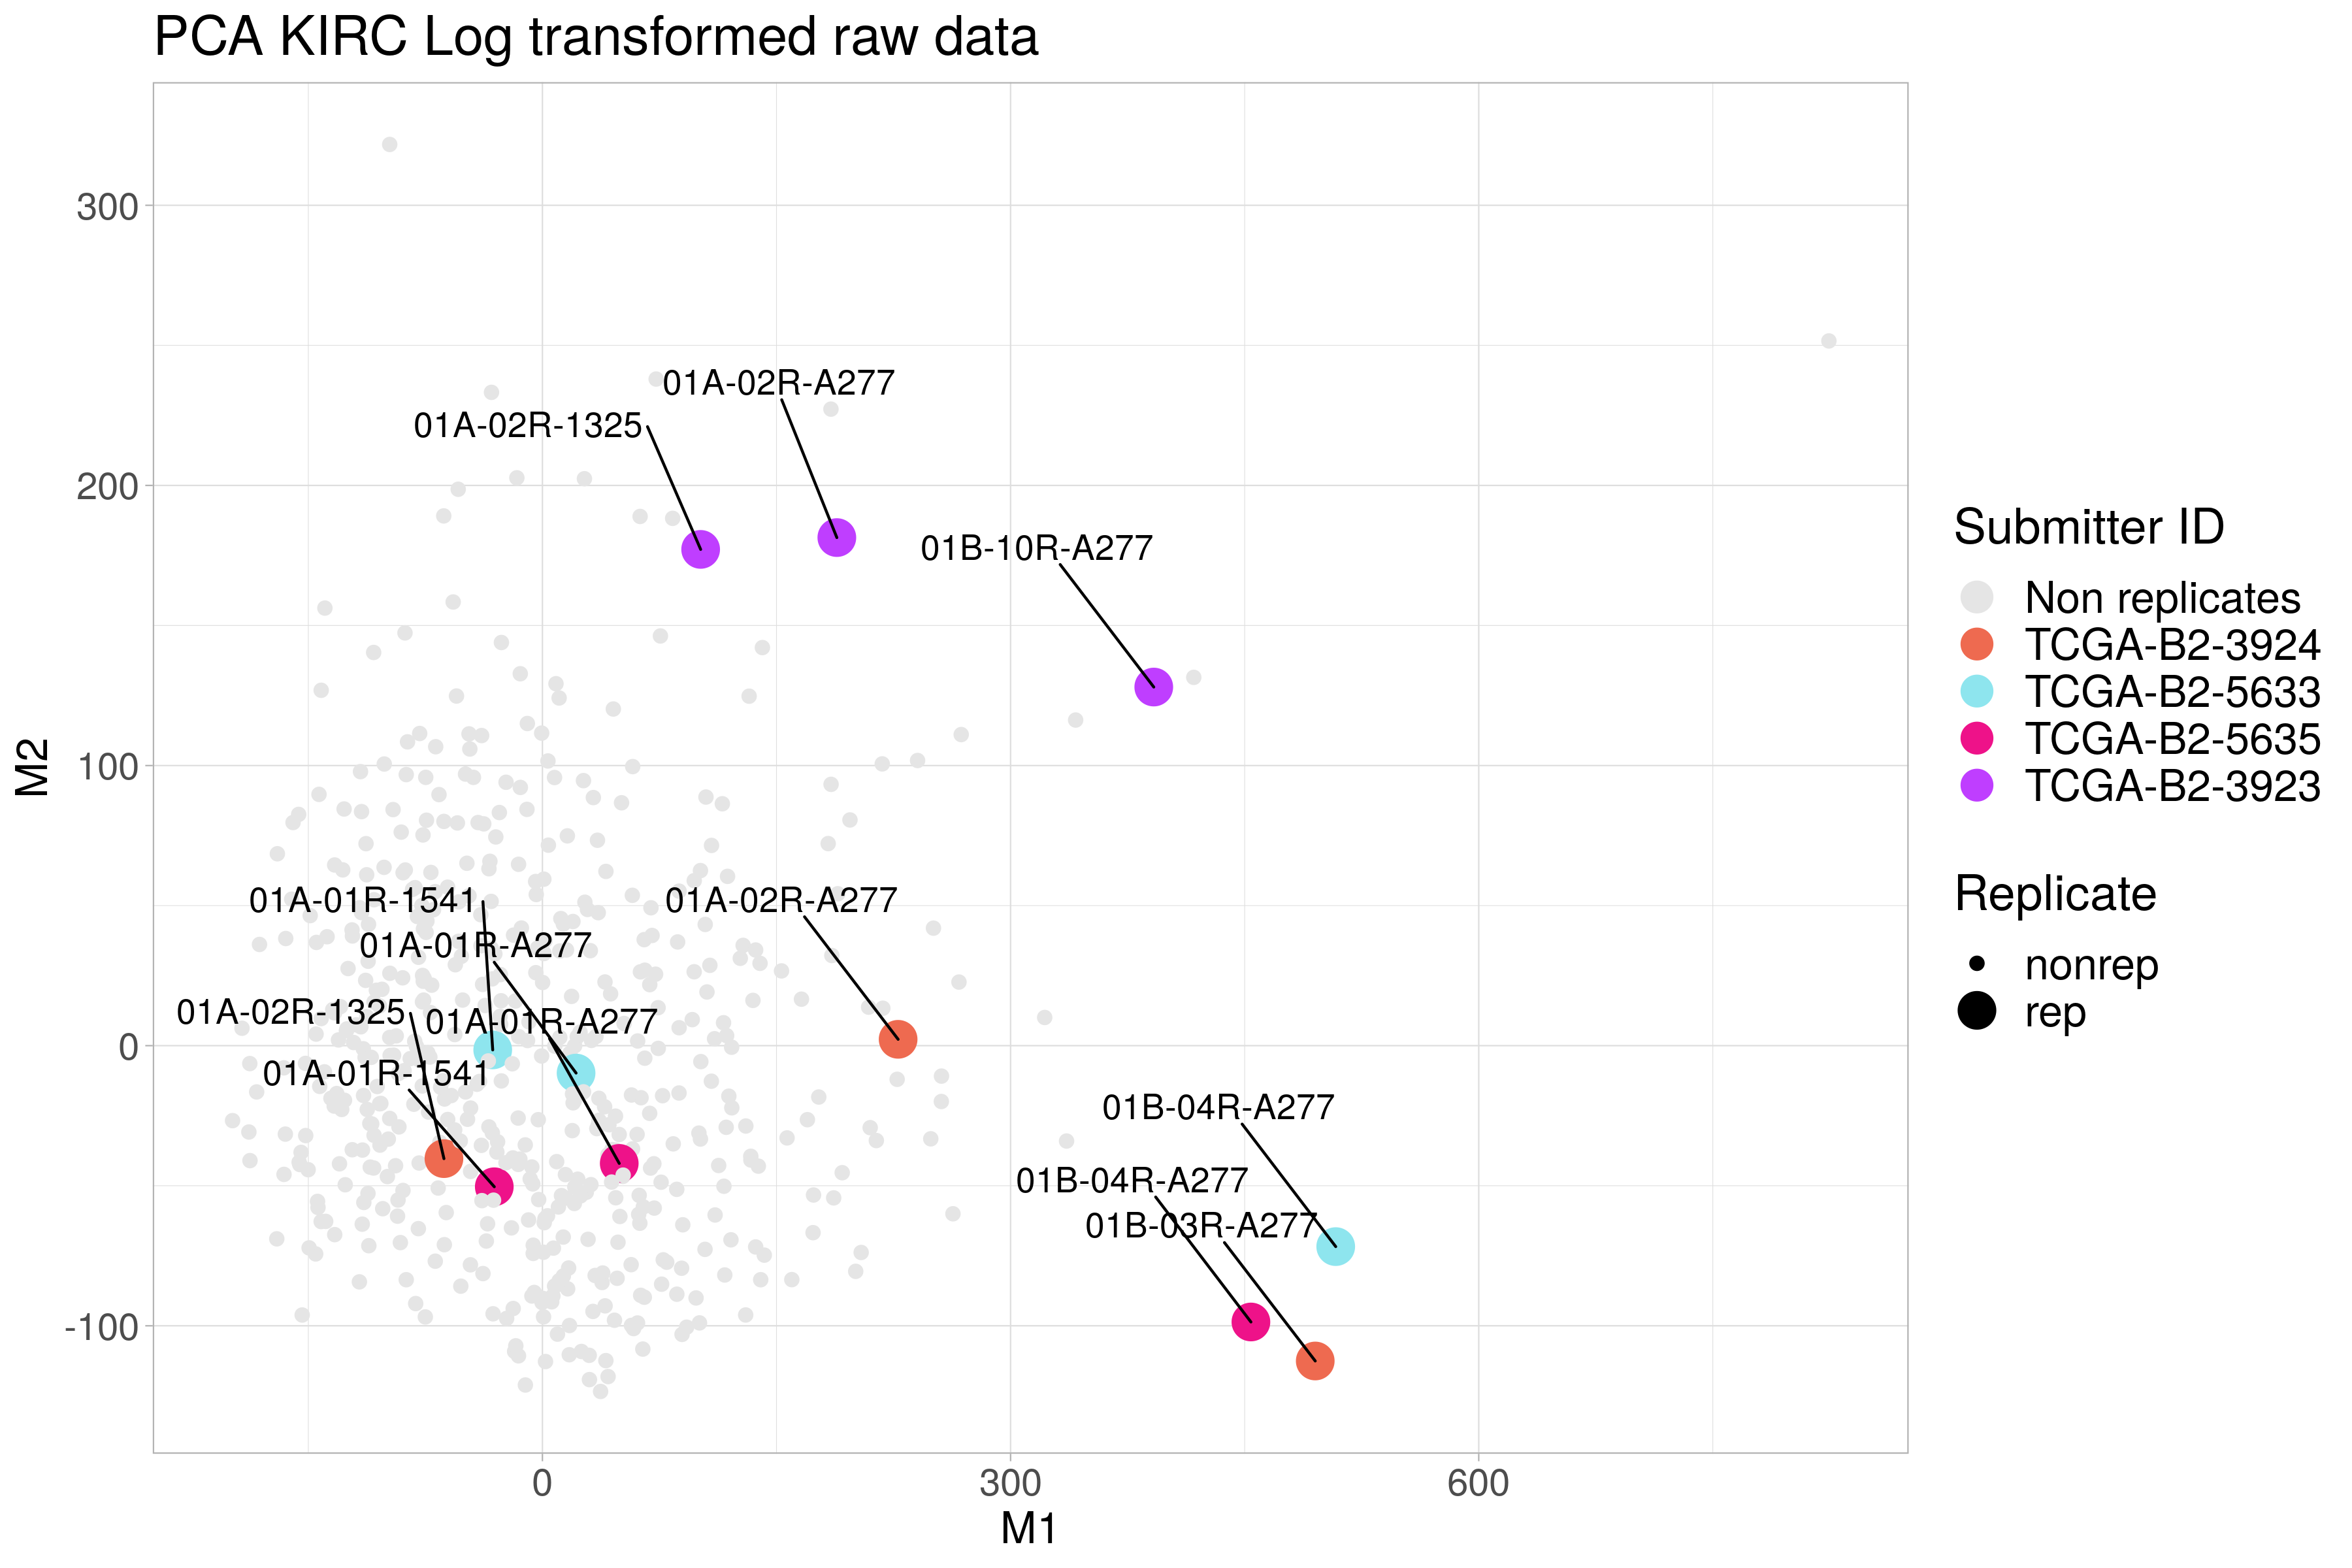 PCA KIRC Log transformed raw data
M2
300
200
100
0
-100
01A-02R-A277
01A-02R-1325
01B-10R-A277
01A-01R-1541
01A-02R-A277
01A-01R-A277
01A-02R-1325
01A-01R-A277
01A-01R-1541
01B-04R-A277
01B-04R-A277
01B-03R-A277
0
300
600
M1
Submitter ID
Non replicates
TCGA-B2-3924
TCGA-B2-5633
TCGA-B2-5635
TCGA-B2-3923
Replicate
nonrep
rep